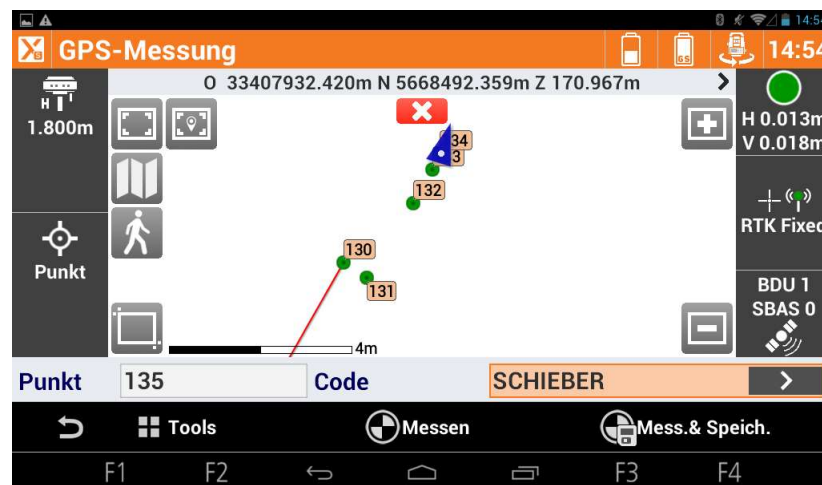 14:54
GPS-Messung
GS
14:54
O 33407932.420m N 5668492.359m Z 170.967m
1.800m
H 0.013m
V 0.018m
34
3
132
RTK Fixed
Punkt
130
131
BDU 1
SBAS 0
4m
Punkt
135
Code
SCHIEBER
Tools
Messen
Mess.& Speich.
F1
F2
F3
F4